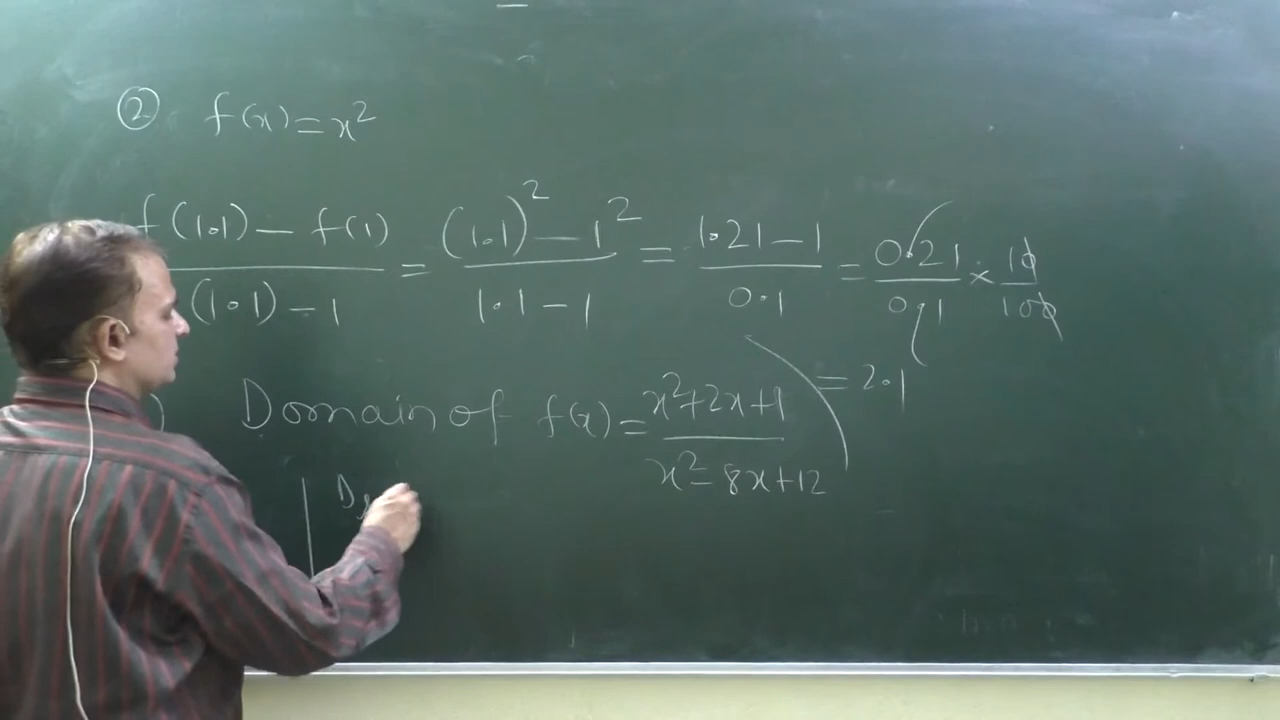 ② f(x) = x²
f(1.1) – f(1) / (1.1) – 1 = (1.1)² – 1² / 1.1 – 1 = 1.21 – 1 / 0.1 = 0.21 / 0.1 × 10 / 100
= 2.1
) Domain of f(x) = x² + 2x + 1 / x² – 8x + 12
D